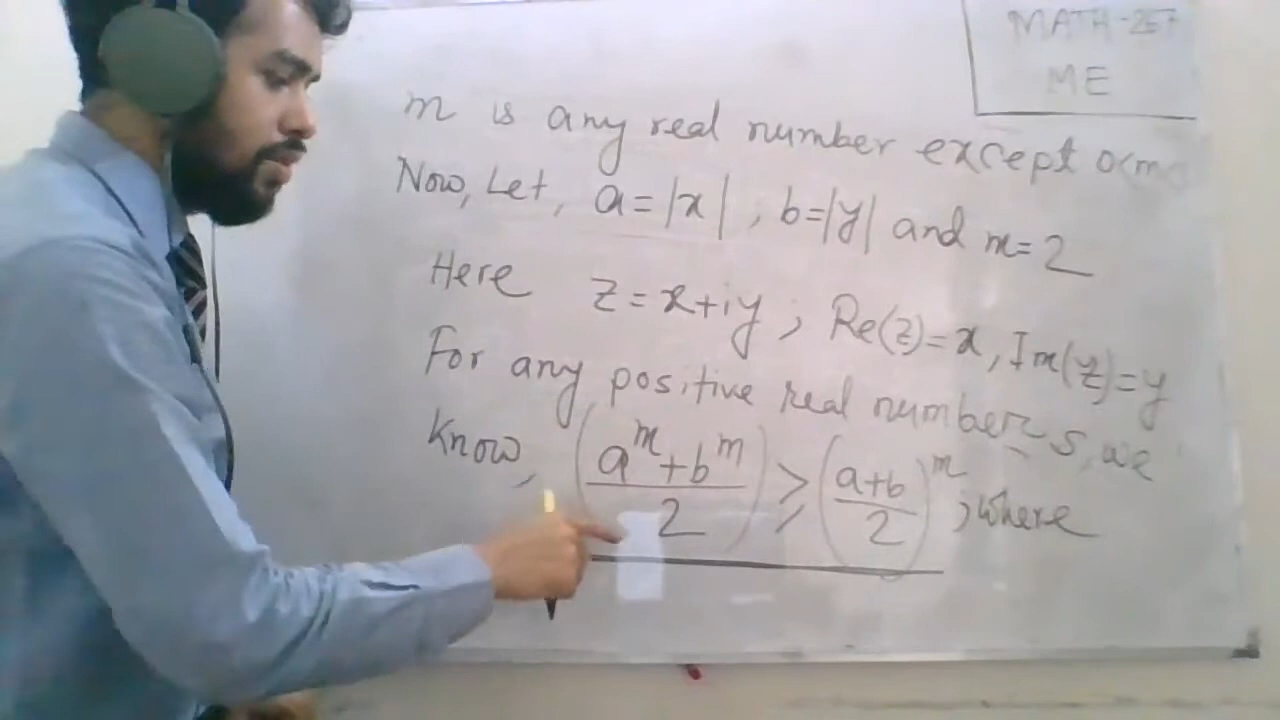 MATH-257
ME
m is any real number except 0<m<
Now, Let, a=|x|, b=|y| and m=2
Here z=x+iy; Re(z)=x, Im(z)=y
For any positive real numbers, we
know, (a^m+b^m/2) ≥ (a+b/2)^m, where